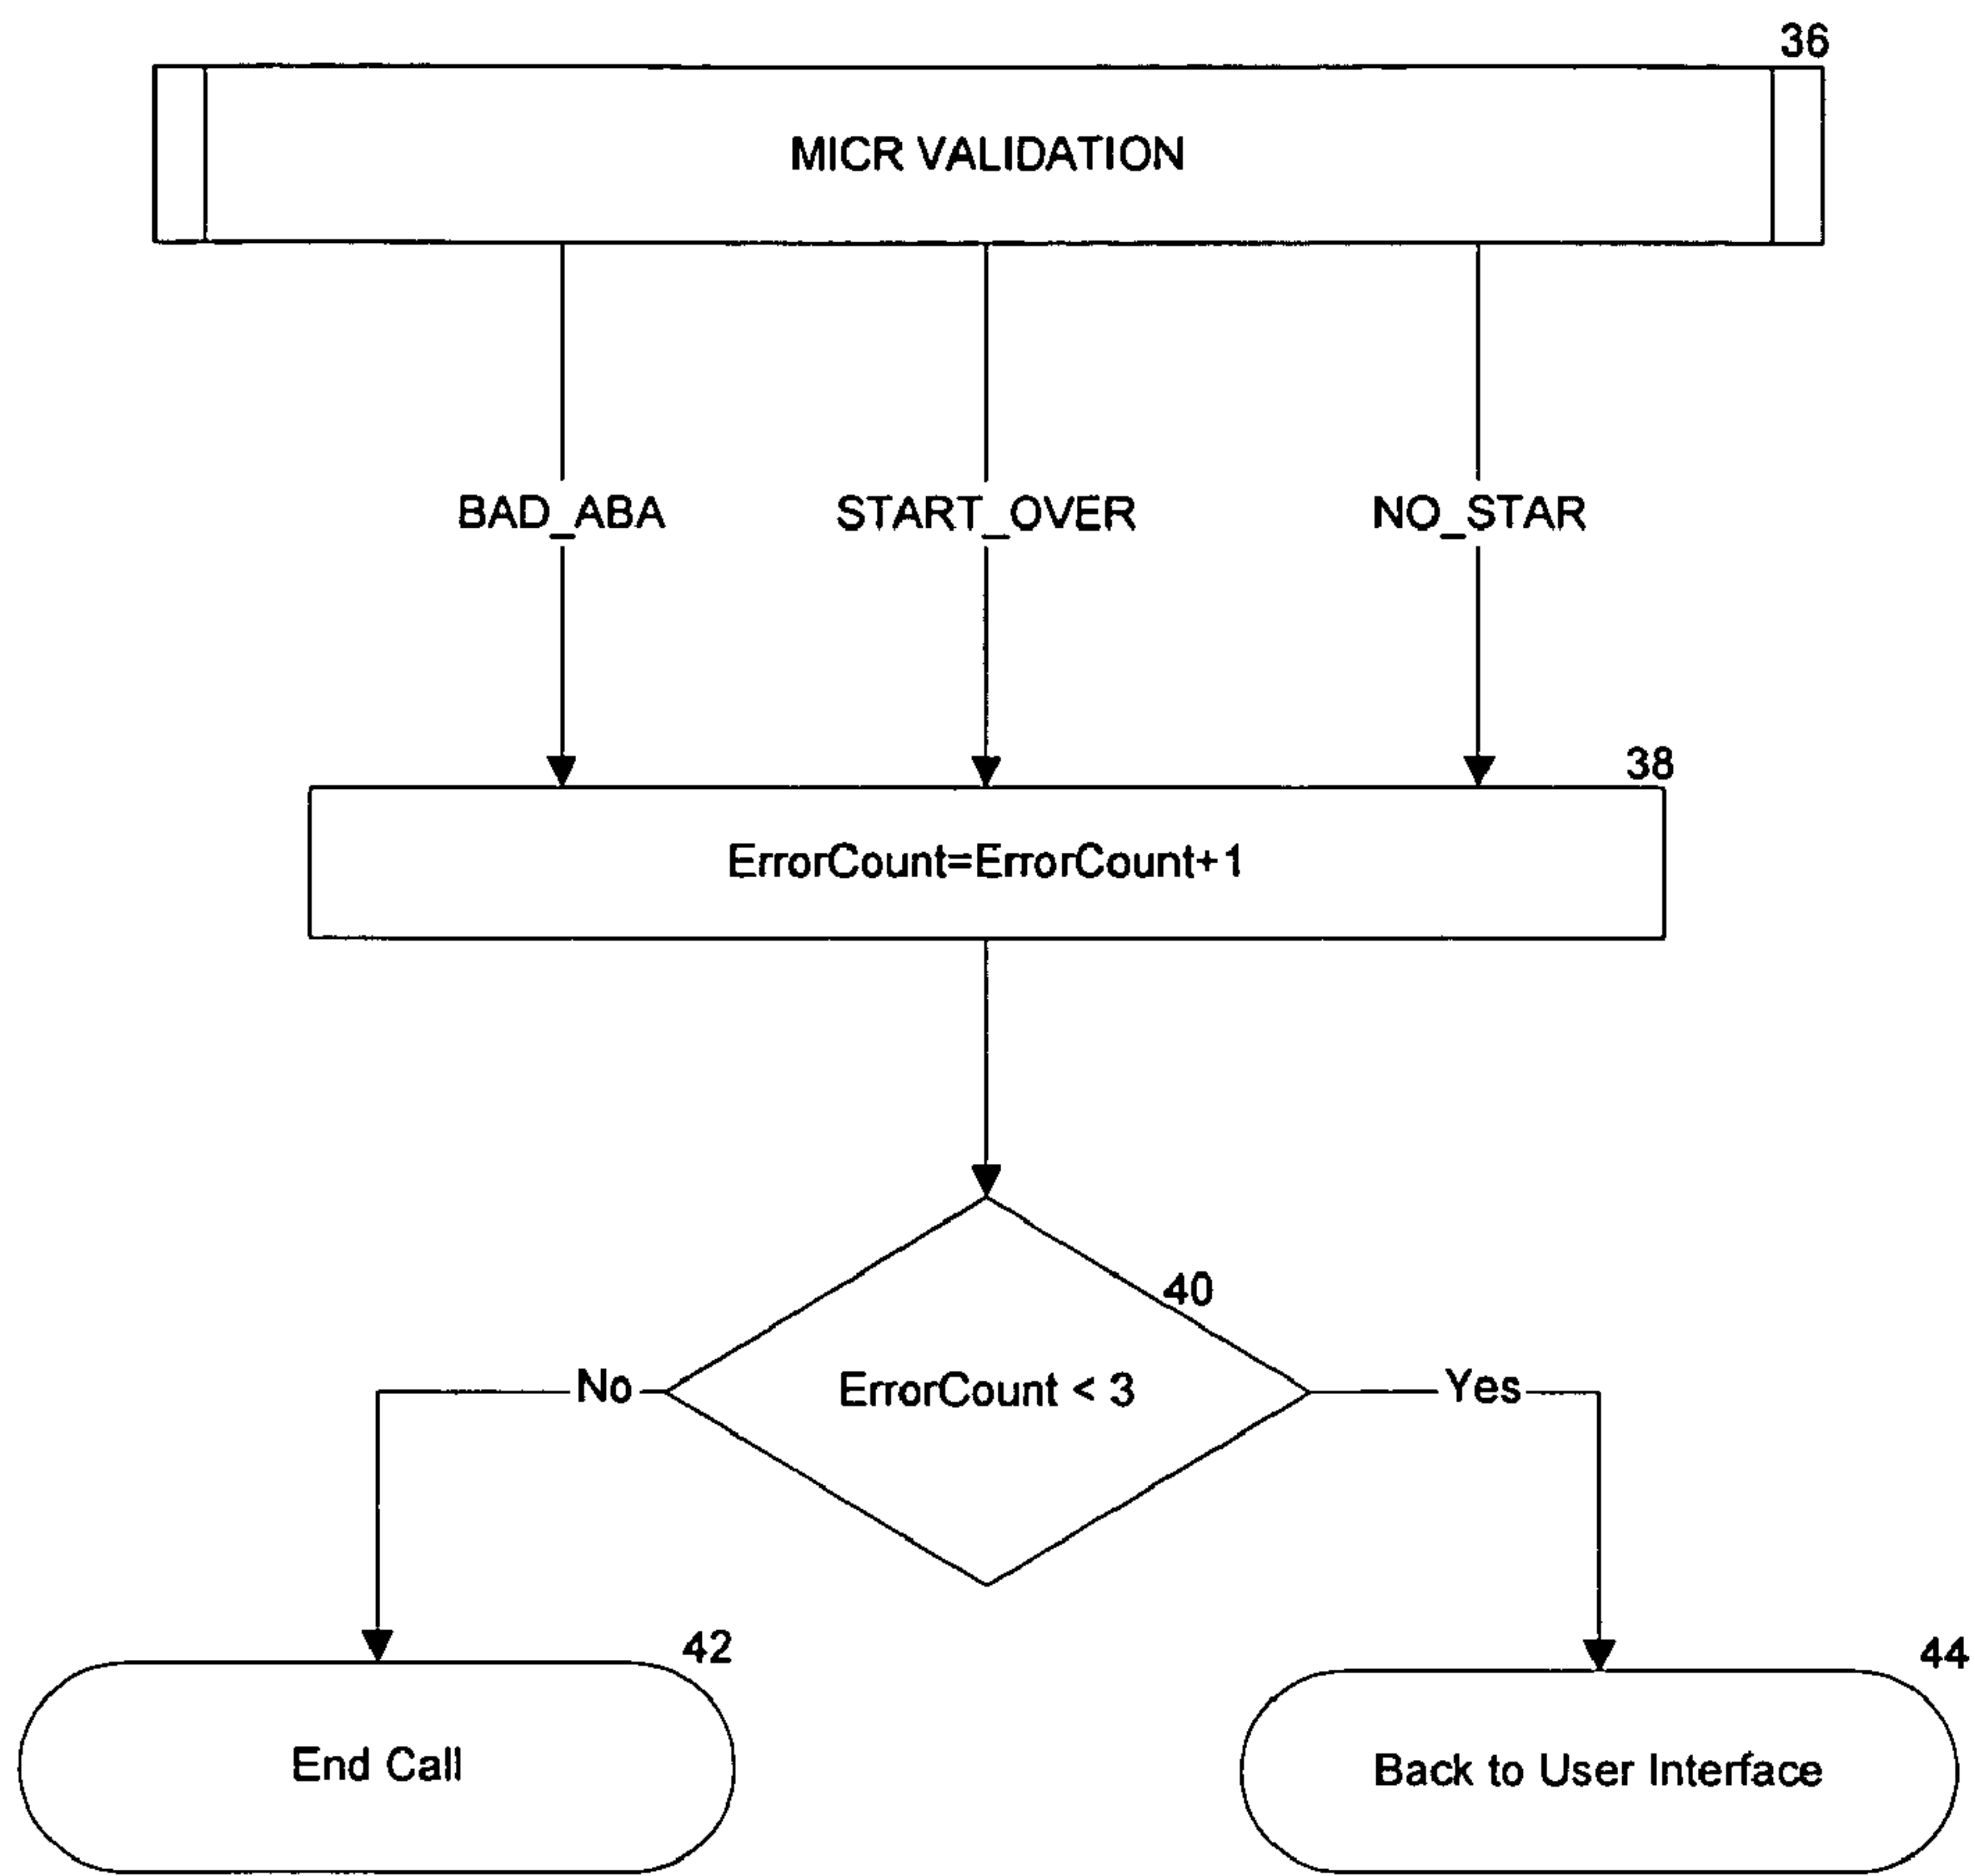 36
MICR VALIDATION
BAD_ABA
START_OVER
NO_STAR
38
ErrorCount=ErrorCount+1
40
ErrorCount < 3
No
Yes
42
44
End Call
Back to User Interface